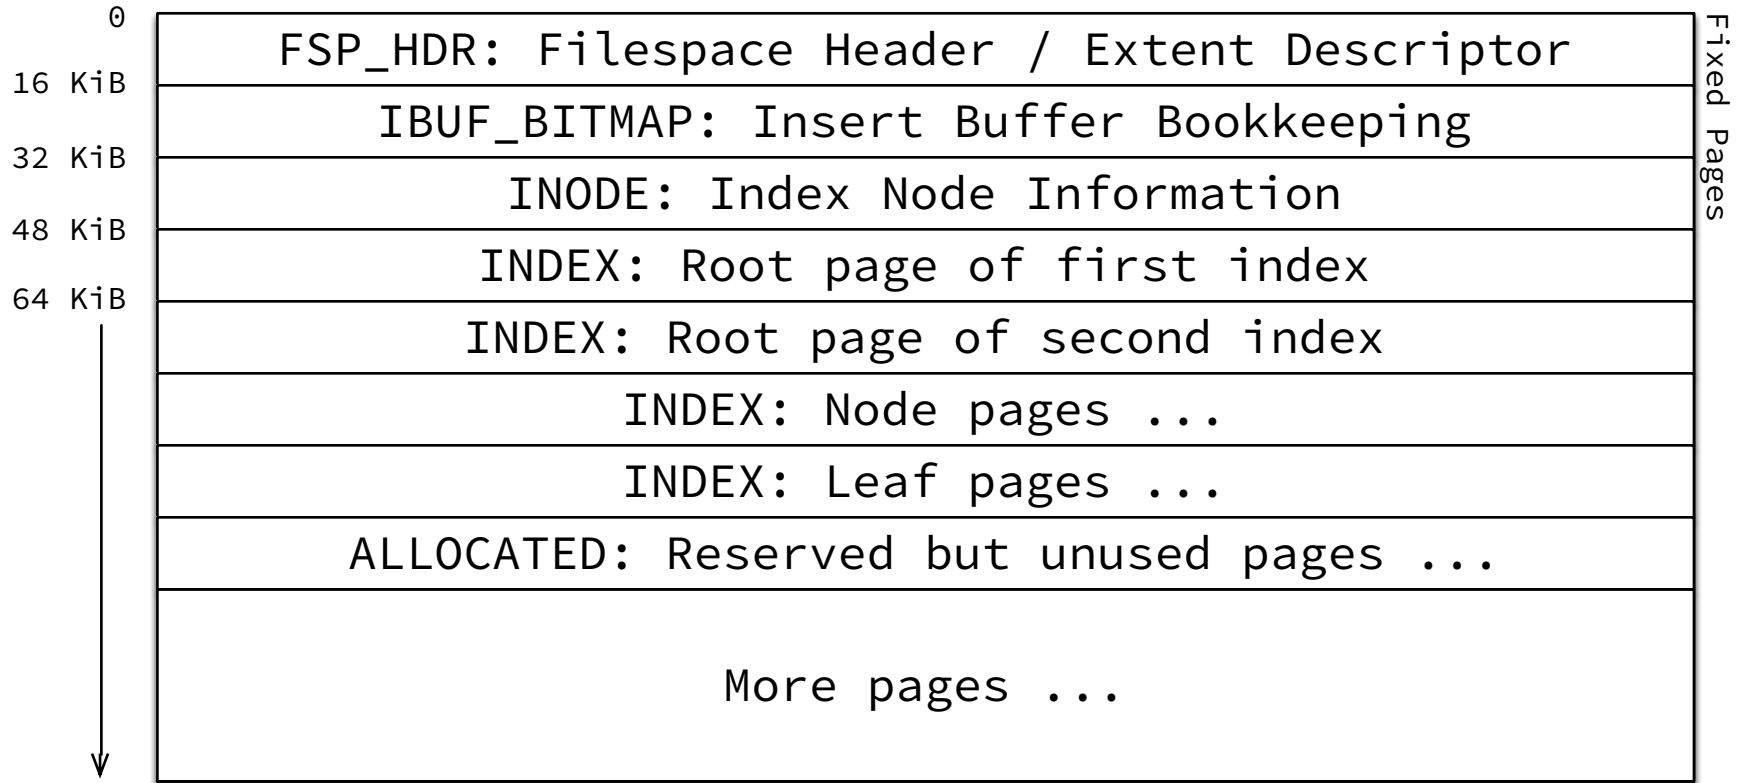 0
FSP_HDR: Filespace Header / Extent Descriptor
16 KiB
IBUF_BITMAP: Insert Buffer Bookkeeping
32 KiB
INODE: Index Node Information
48 KiB
INDEX: Root page of first index
64 KiB
INDEX: Root page of second index
INDEX: Node pages ...
INDEX: Leaf pages ...
ALLOCATED: Reserved but unused pages ...
More pages ...
Fixed Pages